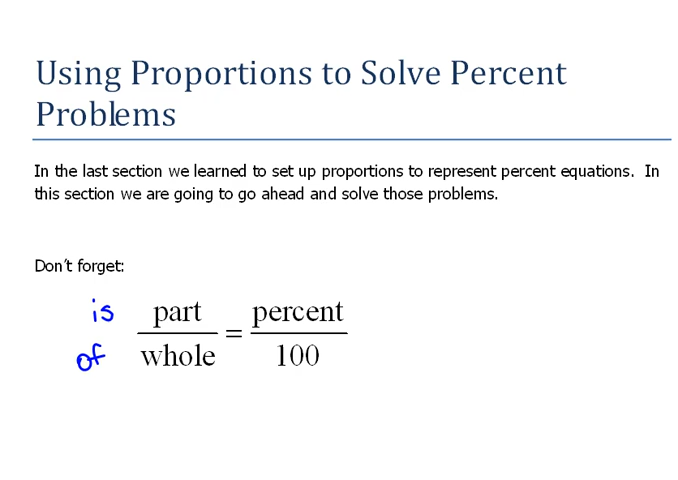 Using Proportions to Solve Percent
Problems
In the last section we learned to set up proportions to represent percent equations.  In
this section we are going to go ahead and solve those problems.
Don't forget:
is part = percent
of whole 100